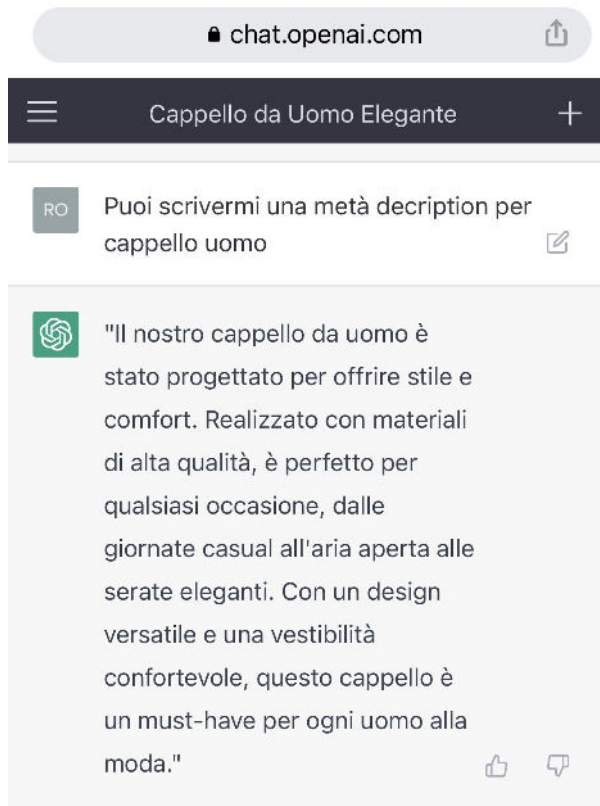 chat.openai.com
Cappello da Uomo Elegante
RO
Puoi scrivermi una metà decription per
cappello uomo
"Il nostro cappello da uomo è
stato progettato per offrire stile e
comfort. Realizzato con materiali
di alta qualità, è perfetto per
qualsiasi occasione, dalle
giornate casual all'aria aperta alle
serate eleganti. Con un design
versatile e una vestibilità
confortevole, questo cappello è
un must-have per ogni uomo alla
moda."